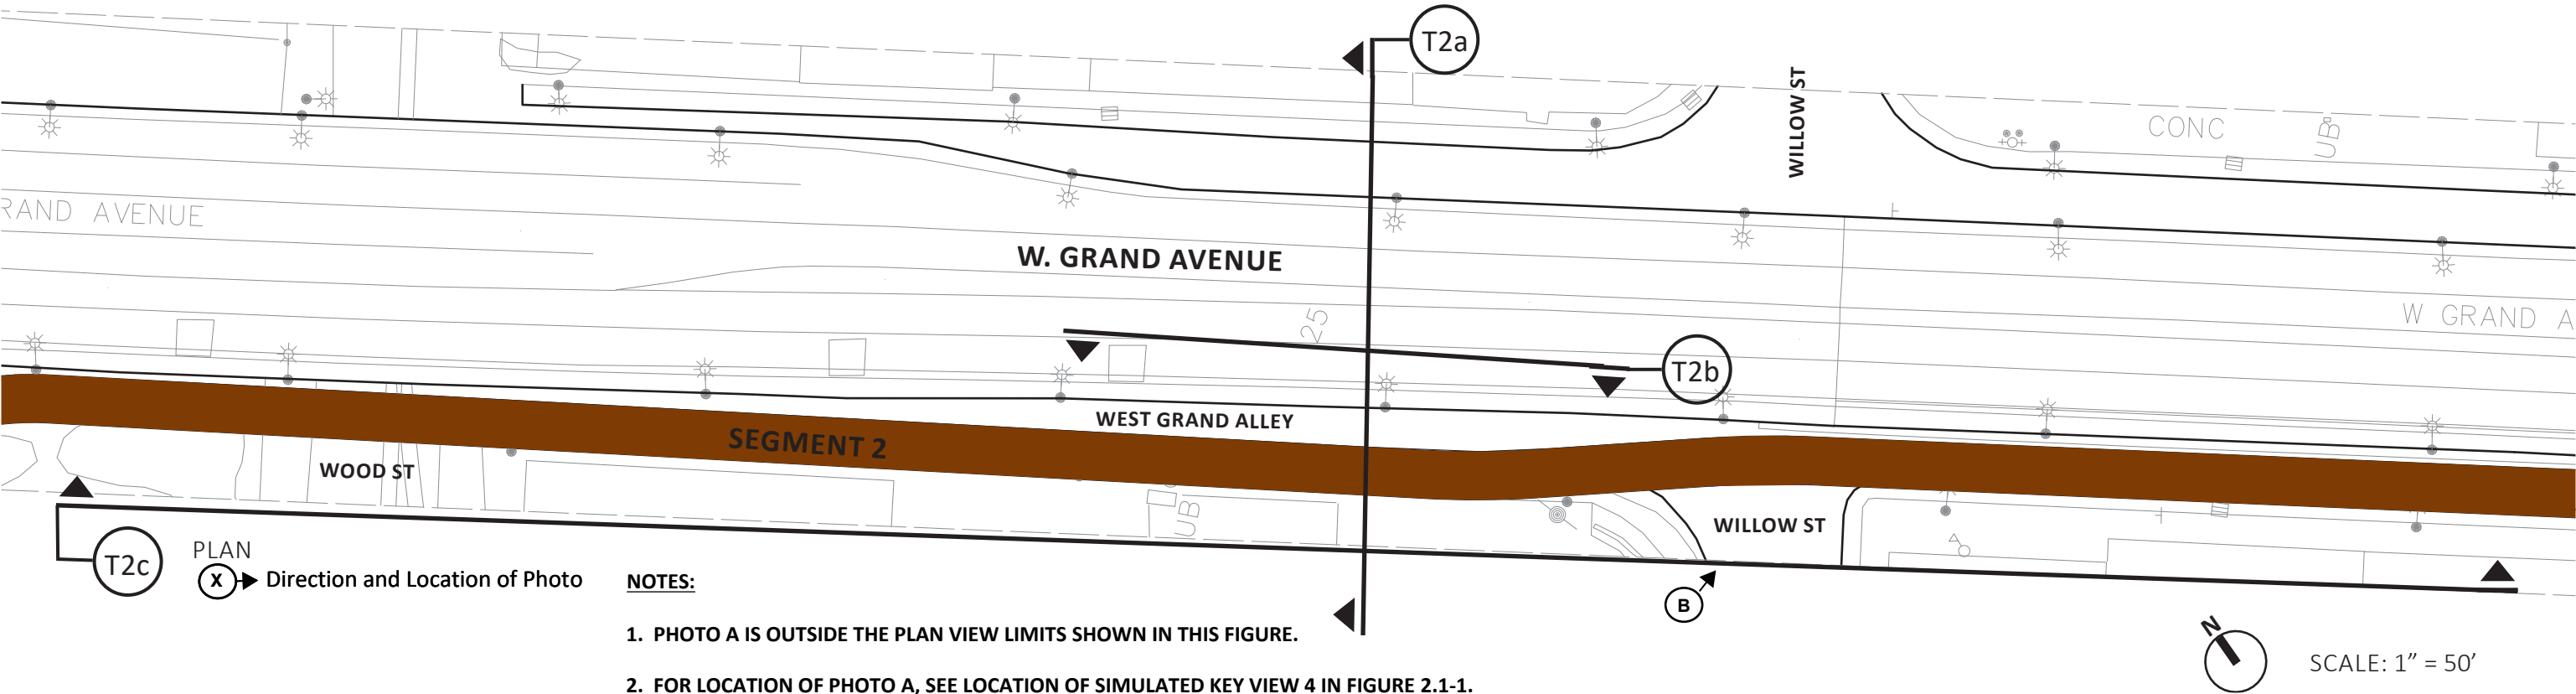 T2a
WILLOW ST
CONC
UB
RAND AVENUE
W. GRAND AVENUE
W GRAND A
25
T2b
WEST GRAND ALLEY
SEGMENT 2
WOOD ST
UB
WILLOW ST
T2c
PLAN
X Direction and Location of Photo
B
NOTES:
1. PHOTO A IS OUTSIDE THE PLAN VIEW LIMITS SHOWN IN THIS FIGURE.
2. FOR LOCATION OF PHOTO A, SEE LOCATION OF SIMULATED KEY VIEW 4 IN FIGURE 2.1-1.
N
SCALE: 1” = 50’